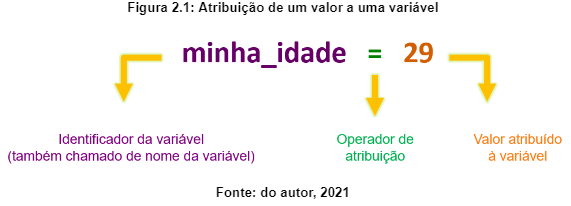 Figura 2.1: Atribuição de um valor a uma variável
minha_idade = 29
Identificador da variável
(também chamado de nome da variável)
Operador de
atribuição
Valor atribuído
à variável
Fonte: do autor, 2021